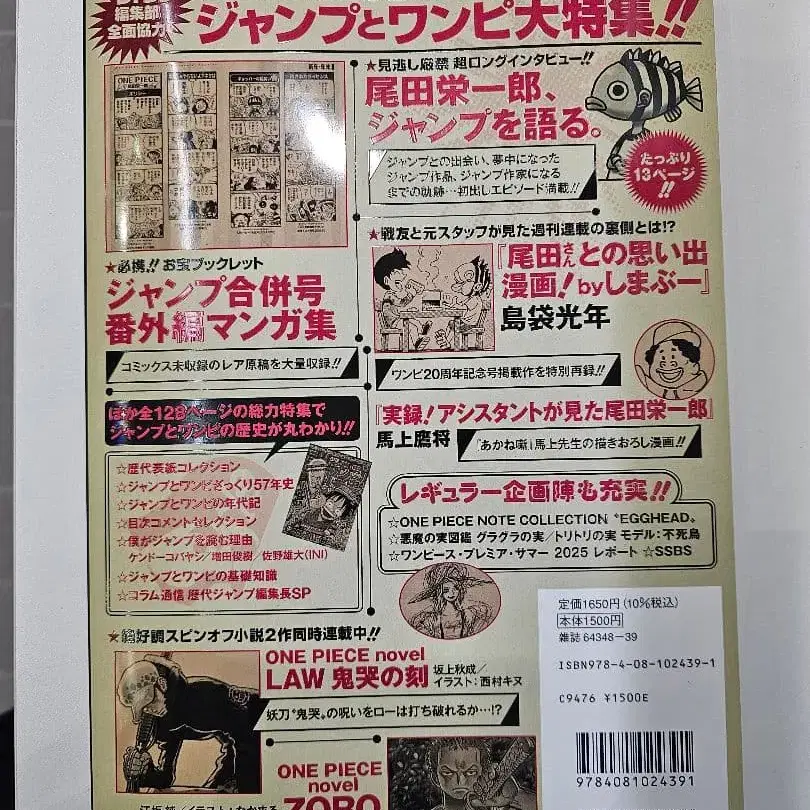 編集部
全面協力
ジャンプとワンピ大特集!!
★見逃し厳禁 超ロングインタビュー!!
尾田栄一郎、
ジャンプを語る。
ジャンプとの出会い、夢中になった
ジャンプ作品、ジャンプ作家になる
までの軌跡…初出しエピソード満載!!
たっぷり
13ページ
!!
ONE PIECE
★必携!! お宝ブックレット
ジャンプ合併号
番外編マンガ集
コミックス未収録のレア原稿を大量収録!!
★戦友と元スタッフが見た週刊連載の裏側とは!?
『尾田さんとの思い出
漫画!byしまぶー』
島袋光年
ワンピ20周年記念号掲載作を特別再録!!
『実録!アシスタントが見た尾田栄一郎』
馬上鷹将
『あかね噺』馬上先生の描きおろし漫画!!
ほか全128ページの総力特集で
ジャンプとワンピの歴史が丸わかり!!
☆歴代表紙コレクション
☆ジャンプとワンピざっくり57年史
☆ジャンプとワンピの年代記
☆目次コメントセレクション
☆僕がジャンプを読む理由
ケンドーコバヤシ/増田俊樹/佐野雄大(INI)
☆ジャンプとワンピの基礎知識
☆コラム通信 歴代ジャンプ編集長SP
レギュラー企画陣も充実!!
☆ONE PIECE NOTE COLLECTION "EGGHEAD"
☆悪魔の実図鑑 グラグラの実/トリトリの実 モデル:不死鳥
☆ワンピース・プレミア・サマー 2025 レポート ☆SSBS
★絶好調スピンオフ小説2作同時連載中!!
ONE PIECE novel
LAW 鬼哭の刻
坂上秋成/
イラスト:西村キヌ
妖刀"鬼哭"の呪いをローは打ち破れるか…!?
ONE PIECE
novel
ZORO
定価1650円(10%税込)
本体1500円
雑誌 64348-39
ISBN978-4-08-102439-1
C9476 ¥1500E
9784081024391